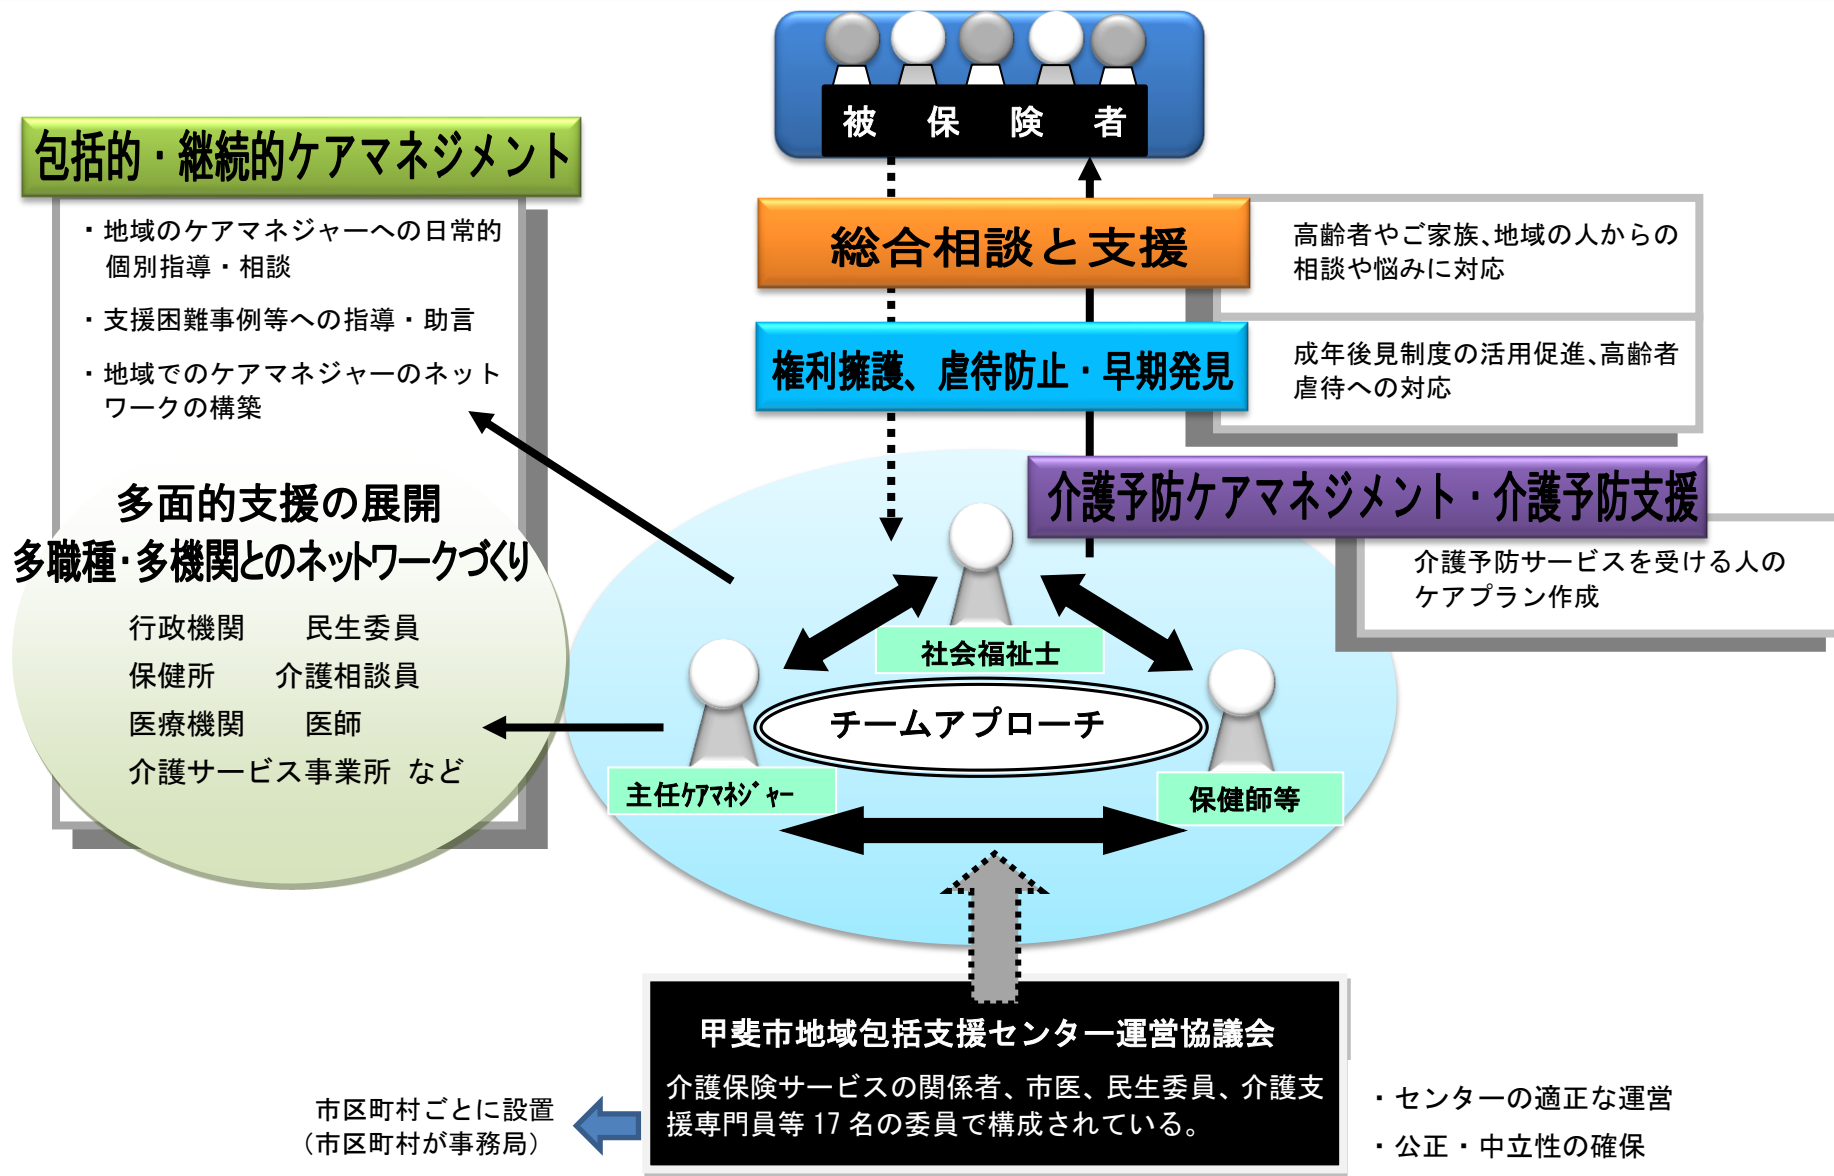 被保険者
包括的・継続的ケアマネジメント
・地域のケアマネジャーへの日常的
個別指導・相談
・支援困難事例等への指導・助言
・地域でのケアマネジャーのネット
ワークの構築
総合相談と支援
高齢者やご家族、地域の人からの
相談や悩みに対応
権利擁護、虐待防止・早期発見
成年後見制度の活用促進、高齢者
虐待への対応
介護予防ケアマネジメント・介護予防支援
介護予防サービスを受ける人の
ケアプラン作成
多面的支援の展開
多職種・多機関とのネットワークづくり
行政機関　　民生委員
保健所　　介護相談員
医療機関　　医師
介護サービス事業所 など
社会福祉士
チームアプローチ
主任ｹｱﾏﾈｼﾞｬｰ
保健師等
甲斐市地域包括支援センター運営協議会
介護保険サービスの関係者、市医、民生委員、介護支
援専門員等 17 名の委員で構成されている。
市区町村ごとに設置
（市区町村が事務局）
・センターの適正な運営
・公正・中立性の確保